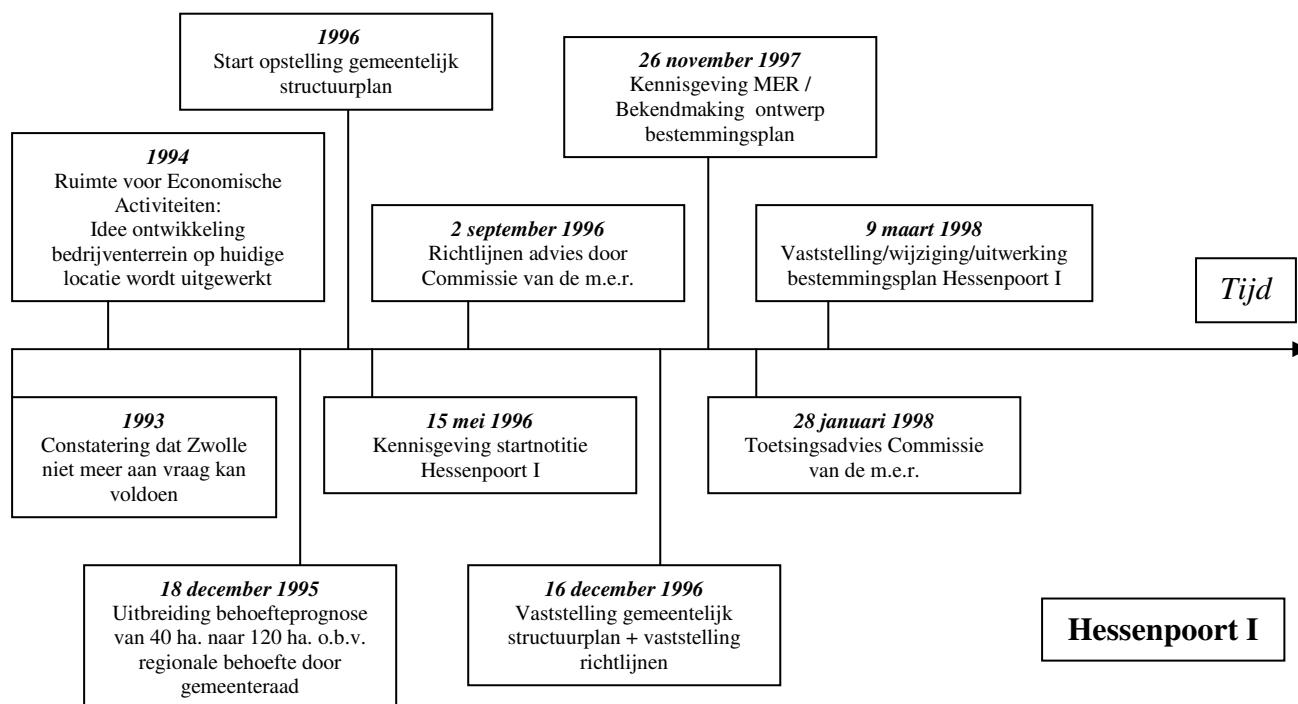 1996
Start opstelling gemeentelijk
structuurplan
26 november 1997
Kennisgeving MER /
Bekendmaking ontwerp
bestemmingsplan
1994
Ruimte voor Economische
Activiteiten:
Idee ontwikkeling
bedrijventerrein op huidige
locatie wordt uitgewerkt
2 september 1996
Richtlijnen advies door
Commissie van de m.e.r.
9 maart 1998
Vaststelling/wijziging/uitwerking
bestemmingsplan Hessenpoort I
Tijd
1993
Constatering dat Zwolle
niet meer aan vraag kan
voldoen
15 mei 1996
Kennisgeving startnotitie
Hessenpoort I
28 januari 1998
Toetsingsadvies Commissie
van de m.e.r.
18 december 1995
Uitbreiding behoefteprognose
van 40 ha. naar 120 ha. o.b.v.
regionale behoefte door
gemeenteraad
16 december 1996
Vaststelling gemeentelijk
structuurplan + vaststelling
richtlijnen
Hessenpoort I